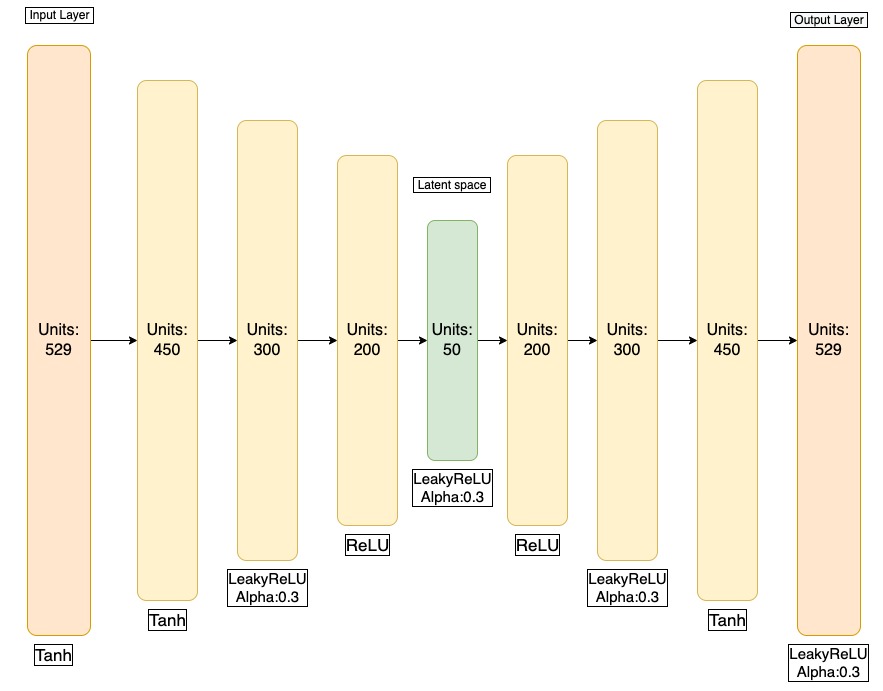 Input Layer
Output Layer
Latent space
Units:
529
Units:
450
Units:
300
Units:
200
Units:
50
Units:
200
Units:
300
Units:
450
Units:
529
Tanh
Tanh
LeakyReLU
Alpha:0.3
ReLU
LeakyReLU
Alpha:0.3
ReLU
LeakyReLU
Alpha:0.3
Tanh
LeakyReLU
Alpha:0.3